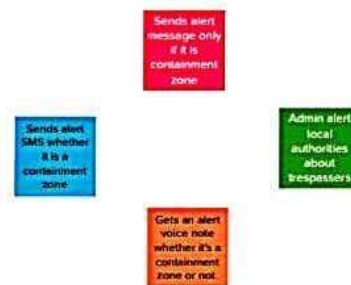 Sends alert
message only
if it is
containment
zone
Sends alert
SMS whether
it is a
containment
zone
Admin alert
local
authorities
about
trespassers
Gets an alert
voice note
whether it's a
containment
zone or not